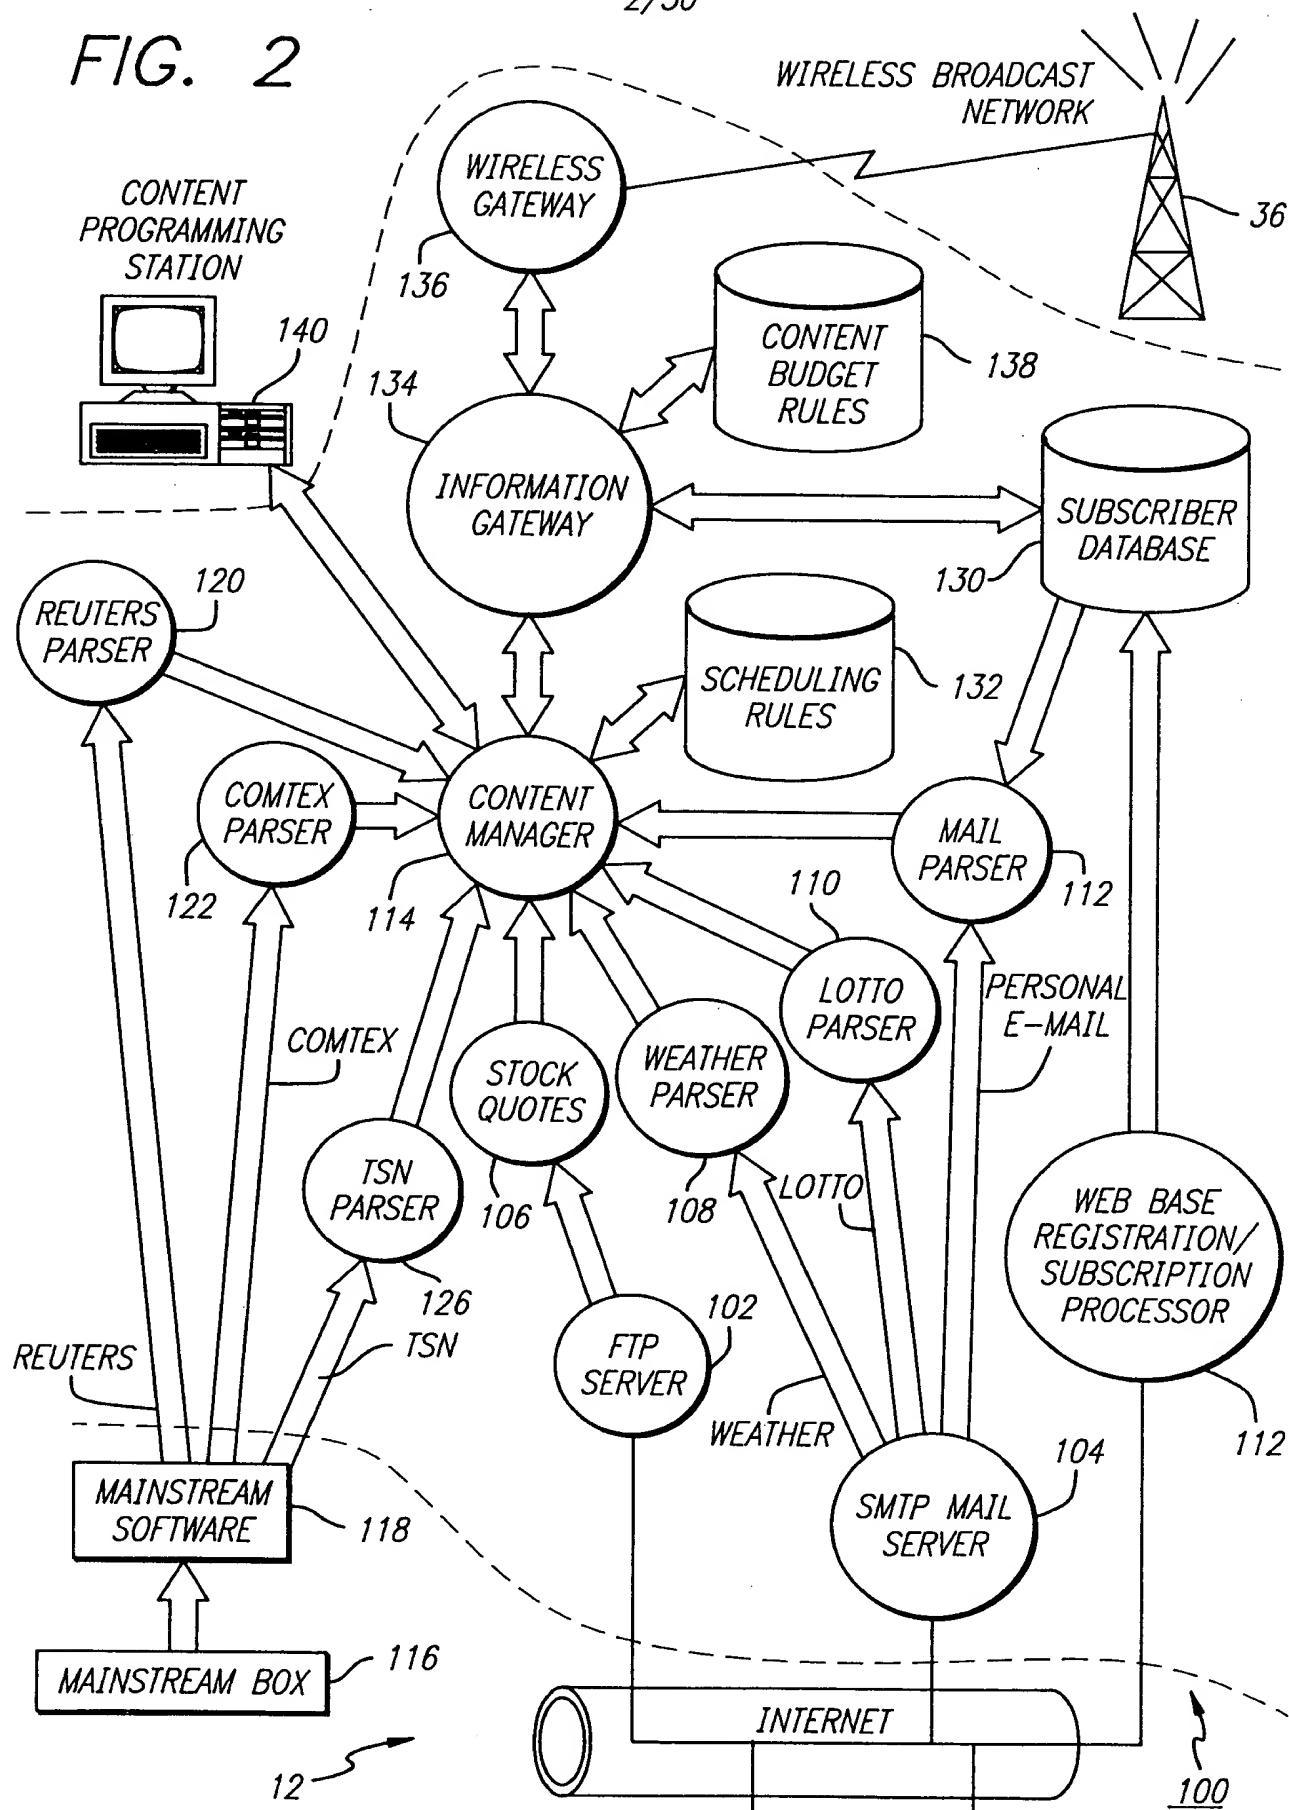 2/30
FIG. 2
WIRELESS BROADCAST
NETWORK
36
WIRELESS
GATEWAY
136
CONTENT
PROGRAMMING
STATION
140
CONTENT
BUDGET
RULES
138
134
INFORMATION
GATEWAY
SUBSCRIBER
DATABASE
130
120
REUTERS
PARSER
SCHEDULING
RULES
132
COMTEX
PARSER
122
CONTENT
MANAGER
114
MAIL
PARSER
112
110
LOTTO
PARSER
PERSONAL
E-MAIL
COMTEX
STOCK
QUOTES
106
WEATHER
PARSER
108
TSN
PARSER
126
LOTTO
WEB BASE
REGISTRATION/
SUBSCRIPTION
PROCESSOR
112
REUTERS
TSN
FTP
SERVER
102
WEATHER
SMTP MAIL
SERVER
104
MAINSTREAM
SOFTWARE
118
MAINSTREAM BOX
116
INTERNET
12
100